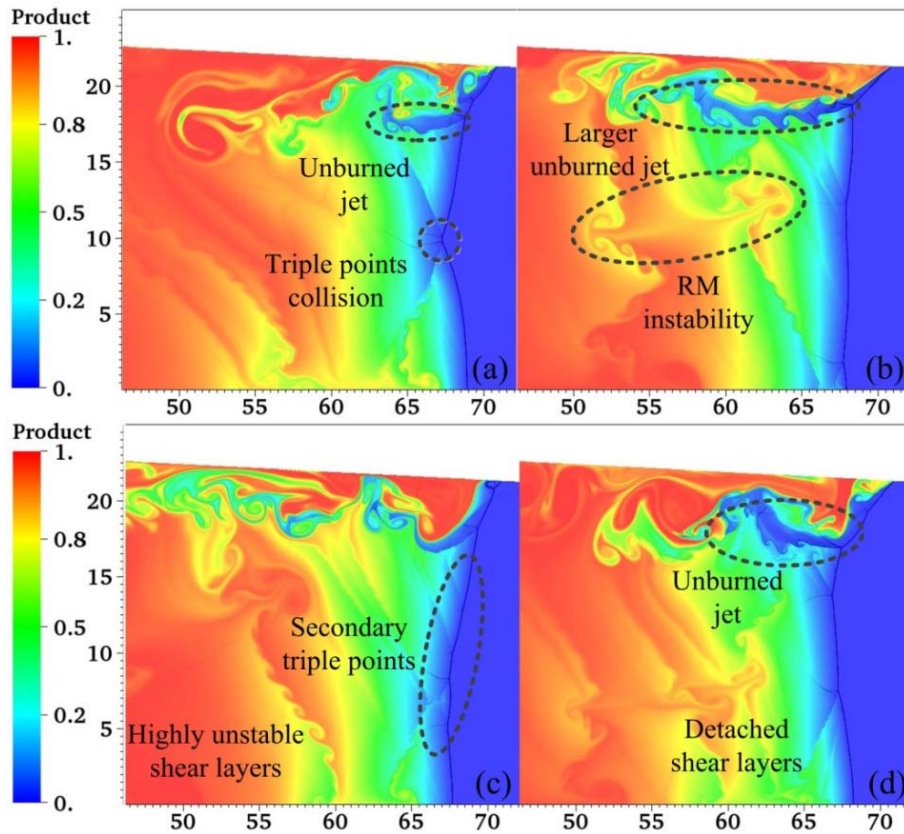 Product
1.
0.8
0.5
0.2
0.
20
15
10
5
Unburned
jet
Triple points
collision
(a)
50 55 60 65 70
Larger
unburned jet
RM
instability
(b)
50 55 60 65 70
Product
1.
0.8
0.5
0.2
0.
20
15
10
5
Secondary
triple points
Highly unstable
shear layers
(c)
50 55 60 65 70
Unburned
jet
Detached
shear layers
(d)
50 55 60 65 70